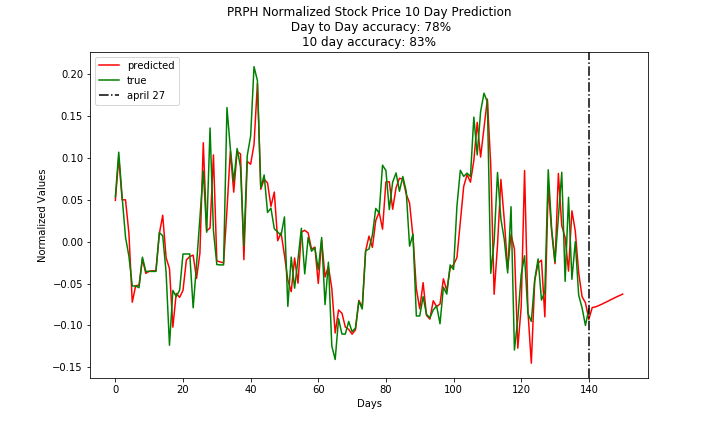 PRPH Normalized Stock Price 10 Day Prediction
Day to Day accuracy: 78%
10 day accuracy: 83%
predicted
true
april 27
Normalized Values
0.20
0.15
0.10
0.05
0.00
−0.05
−0.10
−0.15
0 20 40 60 80 100 120 140
Days